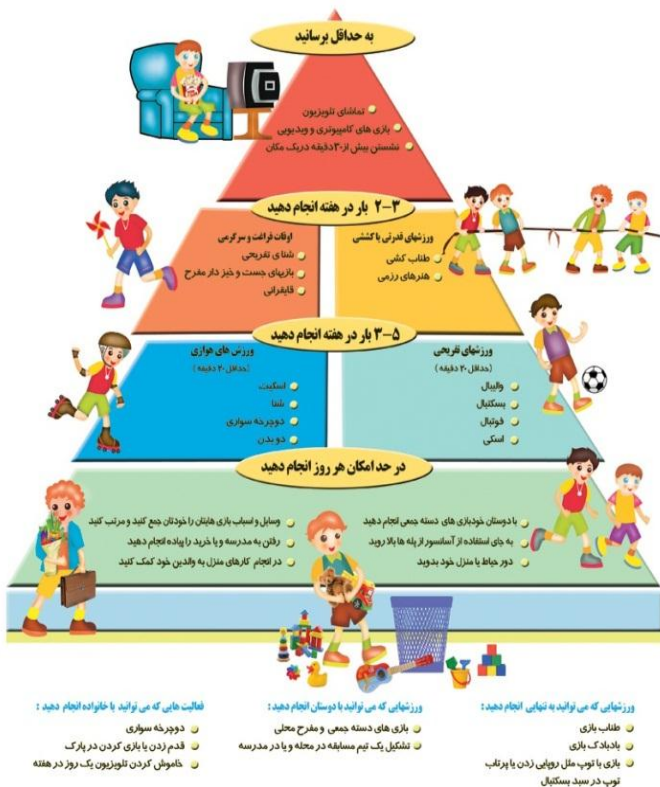 به حداقل برسانید
تماشای تلویزیون
بازی های کامپیوتری و ویدیویی
نشستن بیش از ۳۰ دقیقه در یک مکان
۳-۲ بار در هفته انجام دهید
ورزشهای قدرتی یا کششی
طناب کشی
هنرهای رزمی
اوقات فراغت و سرگرمی
شنای تفریحی
بازیهای جست و خیز دار مفرح
قایقرانی
۵-۳ بار در هفته انجام دهید
ورزشهای تفریحی
(حداقل ۳۰ دقیقه)
والیبال
بسکتبال
فوتبال
اسکی
ورزش های هوازی
(حداقل ۲۰ دقیقه)
اسکیت
شنا
دوچرخه سواری
دویدن
در حد امکان هر روز انجام دهید
با دوستان خود بازی های دسته جمعی انجام دهید
به جای استفاده از آسانسور از پله ها بالا روید
دور حیاط یا منزل خود بدوید
وسایل و اسباب بازی هایتان را خودتان جمع کنید و مرتب کنید
رفتن به مدرسه و یا خرید را پیاده انجام دهید
در انجام کارهای منزل به والدین خود کمک کنید
ورزشهایی که می توانید به تنهایی انجام دهید :
طناب بازی
بادبادک بازی
بازی با توپ مثل روپایی زدن یا پرتاب
توپ در سبد بسکتبال
ورزشهایی که می توانید با دوستان انجام دهید :
بازی های دسته جمعی و مفرح محلی
تشکیل یک تیم مسابقه در محله و یا در مدرسه
فعالیت هایی که می توانید با خانواده انجام دهید :
دوچرخه سواری
قدم زدن یا بازی کردن در پارک
خاموش کردن تلویزیون یک روز در هفته